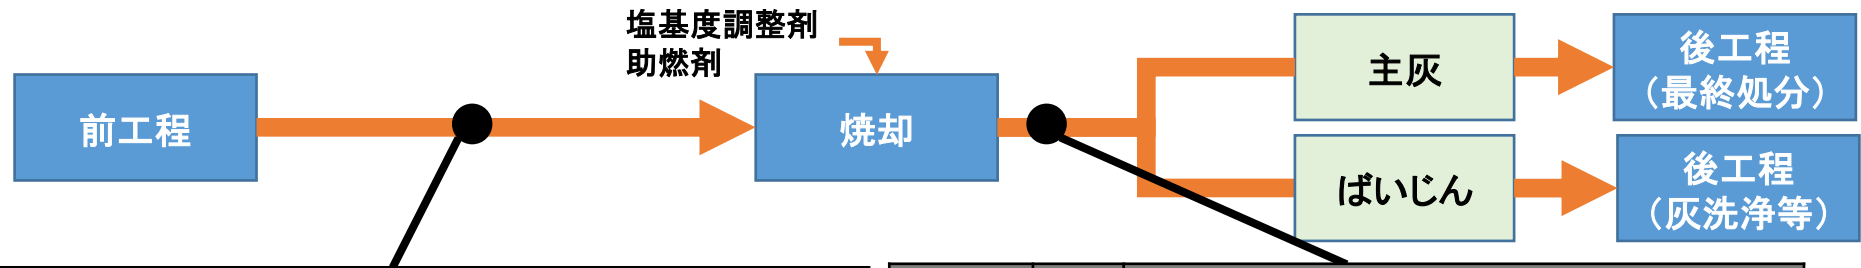 塩基度調整剤
助燃剤
前工程
焼却
主灰
後工程
（最終処分）
ばいじん
後工程
（灰洗浄等）